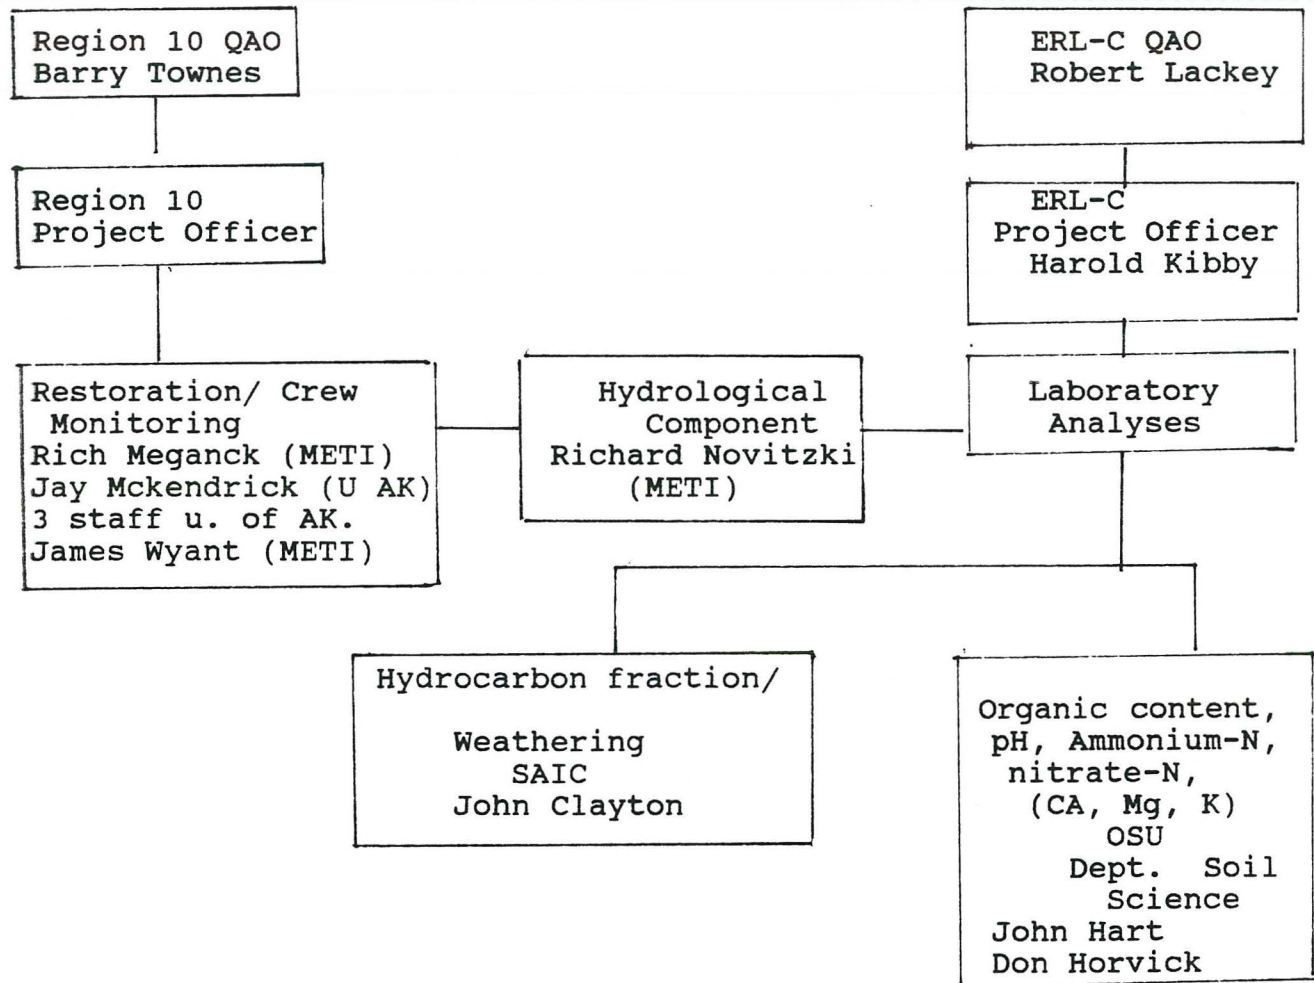 Region 10 QAO
Barry Townes
ERL-C QAO
Robert Lackey
Region 10
Project Officer
ERL-C
Project Officer
Harold Kibby
Restoration/ Crew
Monitoring
Rich Meganck (METI)
Jay Mckendrick (U AK)
3 staff u. of AK.
James Wyant (METI)
Hydrological
Component
Richard Novitzki
(METI)
Laboratory
Analyses
Hydrocarbon fraction/
Weathering
SAIC
John Clayton
Organic content,
pH, Ammonium-N,
nitrate-N,
(CA, Mg, K)
OSU
Dept. Soil
Science
John Hart
Don Horvick